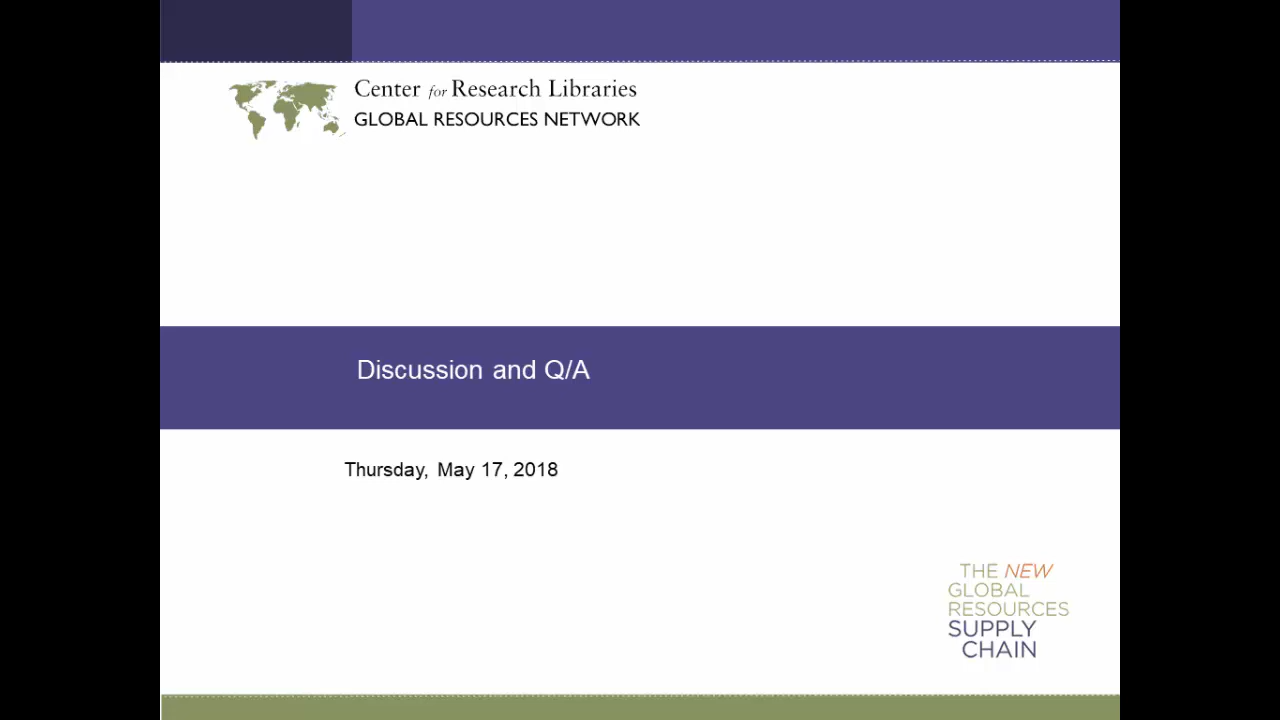 Center for Research Libraries
GLOBAL RESOURCES NETWORK
Discussion and Q/A
Thursday, May 17, 2018
THE NEW
GLOBAL
RESOURCES
SUPPLY
CHAIN